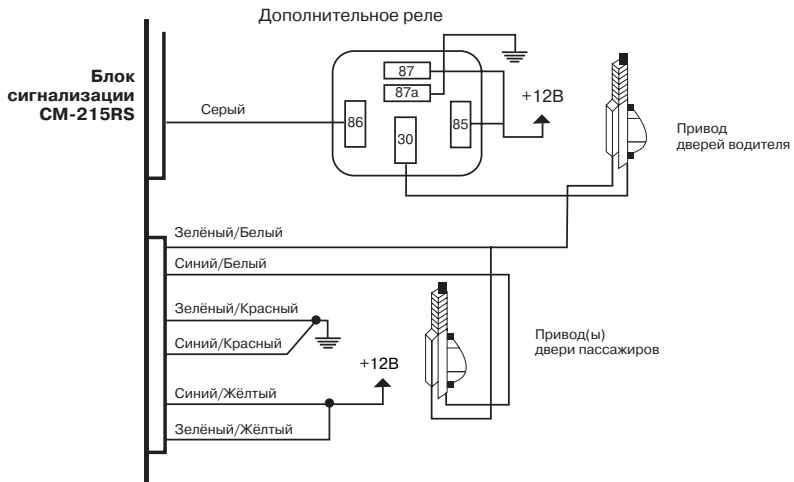 Дополнительное реле
Блок
сигнализации
CM-215RS
Серый
87
87a
86
30
85
+12В
Привод
дверей водителя
Зелёный/Белый
Синий/Белый
Зелёный/Красный
Синий/Красный
+12В
Привод(ы)
двери пассажиров
Синий/Жёлтый
Зелёный/Жёлтый